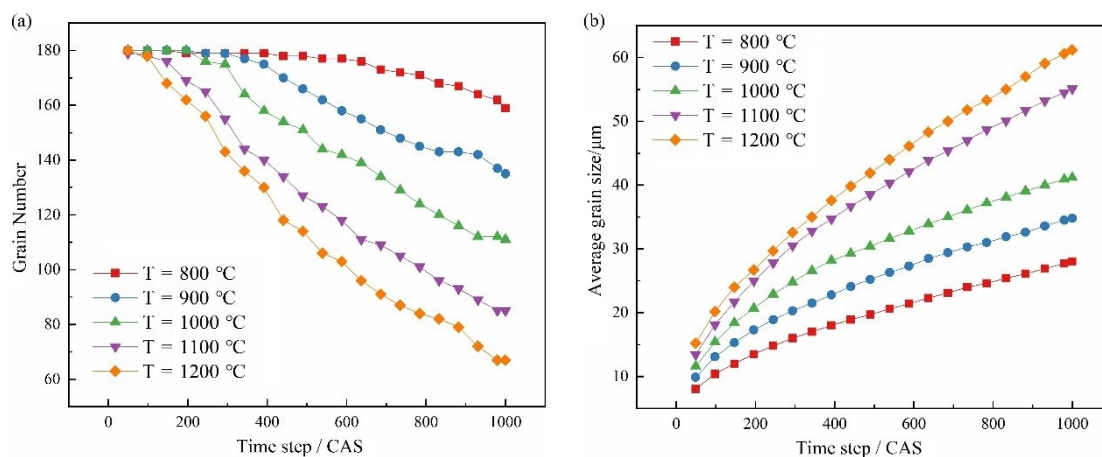 (a)
Grain Number
180
160
140
120
100
80
60
T = 800 ℃
T = 900 ℃
T = 1000 ℃
T = 1100 ℃
T = 1200 ℃
0 200 400 600 800 1000
Time step / CAS
(b)
Average grain size/μm
60
50
40
30
20
10
T = 800 ℃
T = 900 ℃
T = 1000 ℃
T = 1100 ℃
T = 1200 ℃
0 200 400 600 800 1000
Time step / CAS